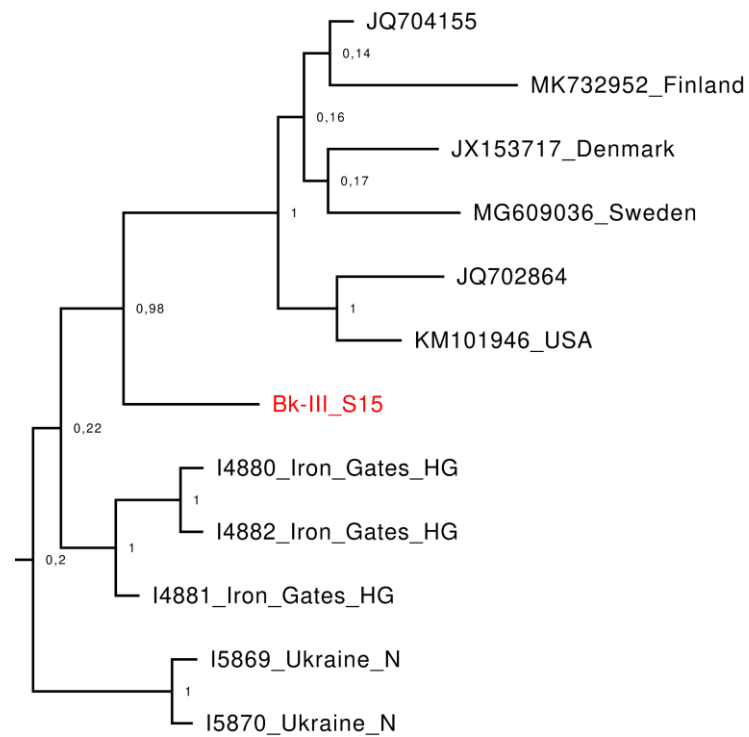 JQ704155
0,14
MK732952_Finland
0,16
JX153717_Denmark
0,17
MG609036_Sweden
1
JQ702864
0,98
1
KM101946_USA
Bk-III_S15
0,22
I4880_Iron_Gates_HG
1
I4882_Iron_Gates_HG
1
0,2
I4881_Iron_Gates_HG
I5869_Ukraine_N
1
I5870_Ukraine_N